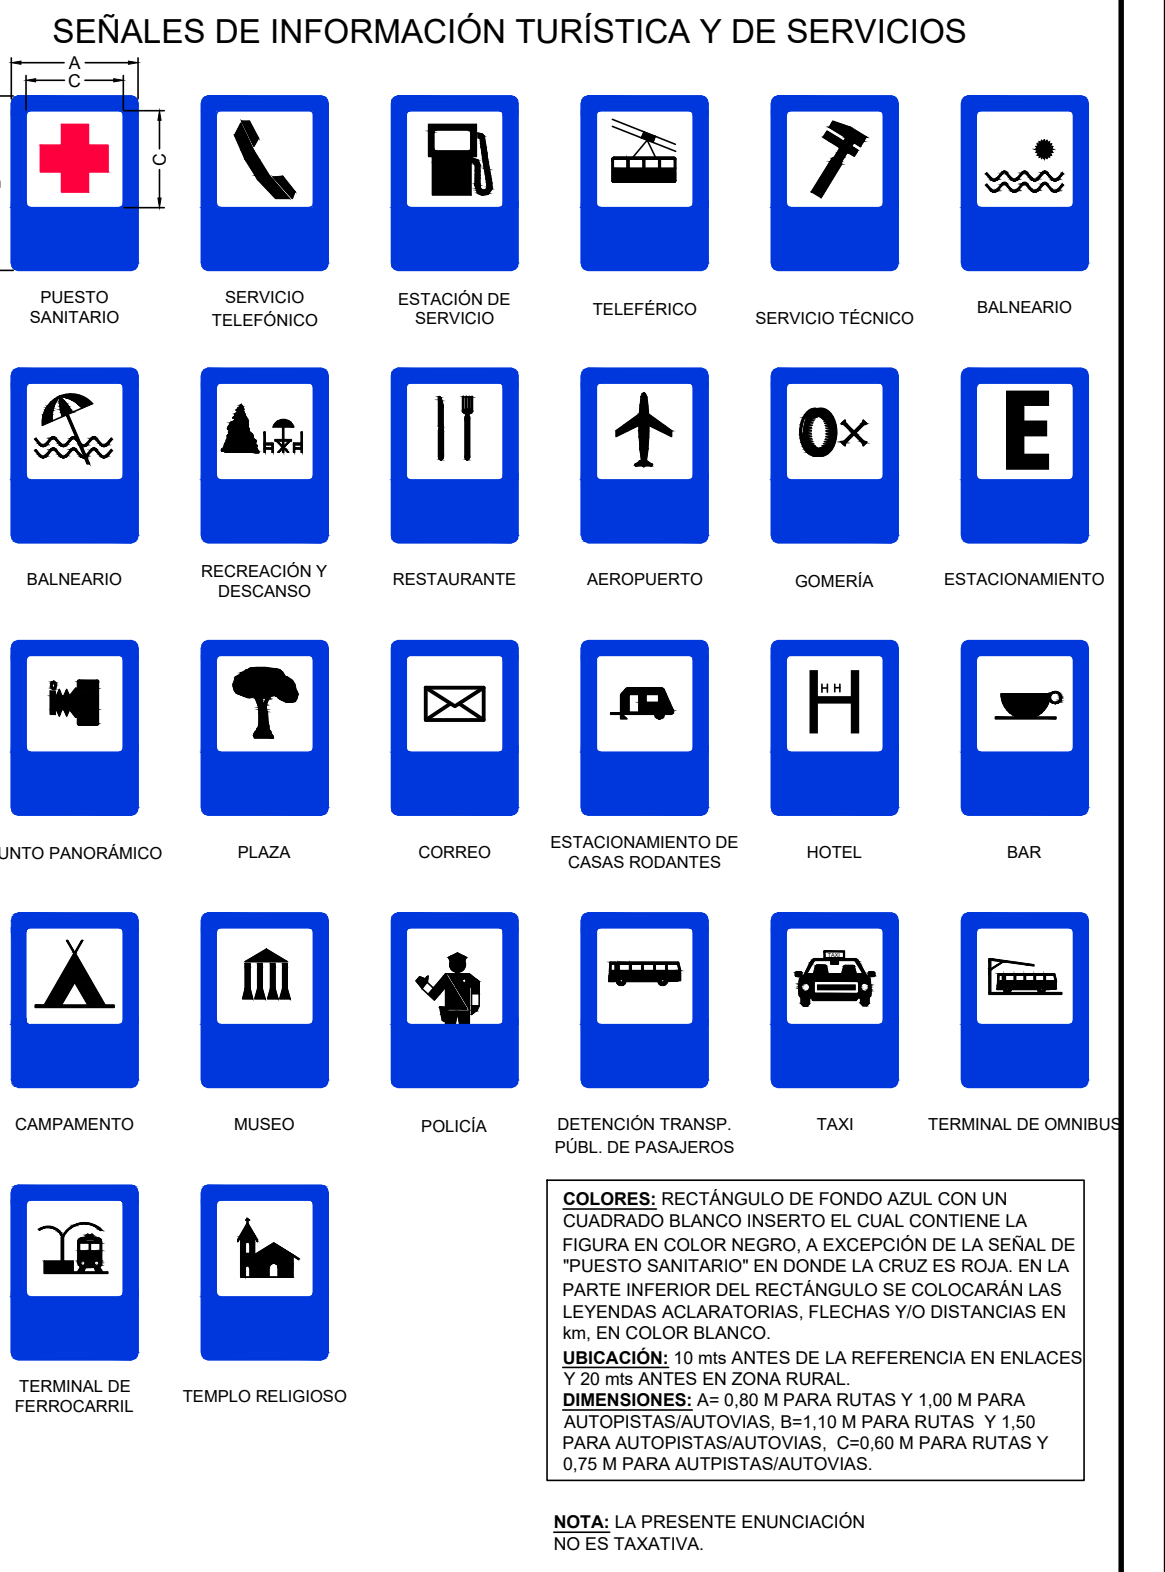 SEÑALES DE INFORMACIÓN TURÍSTICA Y DE SERVICIOS
A
C
C
PUESTO
SANITARIO
SERVICIO
TELEFÓNICO
ESTACIÓN DE
SERVICIO
TELEFÉRICO
SERVICIO TÉCNICO
BALNEARIO
E
BALNEARIO
RECREACIÓN Y
DESCANSO
RESTAURANTE
AEROPUERTO
GOMERÍA
ESTACIONAMIENTO
H H
H
UNTO PANORÁMICO
PLAZA
CORREO
ESTACIONAMIENTO DE
CASAS RODANTES
HOTEL
BAR
TAXI
CAMPAMENTO
MUSEO
POLICÍA
DETENCIÓN TRANSP.
PÚBL. DE PASAJEROS
TAXI
TERMINAL DE OMNIBUS
TERMINAL DE
FERROCARRIL
TEMPLO RELIGIOSO
COLORES: RECTÁNGULO DE FONDO AZUL CON UN
CUADRADO BLANCO INSERTO EL CUAL CONTIENE LA
FIGURA EN COLOR NEGRO, A EXCEPCIÓN DE LA SEÑAL DE
"PUESTO SANITARIO" EN DONDE LA CRUZ ES ROJA. EN LA
PARTE INFERIOR DEL RECTÁNGULO SE COLOCARÁN LAS
LEYENDAS ACLARATORIAS, FLECHAS Y/O DISTANCIAS EN
km, EN COLOR BLANCO.
UBICACIÓN: 10 mts ANTES DE LA REFERENCIA EN ENLACES
Y 20 mts ANTES EN ZONA RURAL.
DIMENSIONES: A= 0,80 M PARA RUTAS Y 1,00 M PARA
AUTOPISTAS/AUTOVIAS, B=1,10 M PARA RUTAS Y 1,50
PARA AUTOPISTAS/AUTOVIAS, C=0,60 M PARA RUTAS Y
0,75 M PARA AUTPISTAS/AUTOVIAS.
NOTA: LA PRESENTE ENUNCIACIÓN
NO ES TAXATIVA.